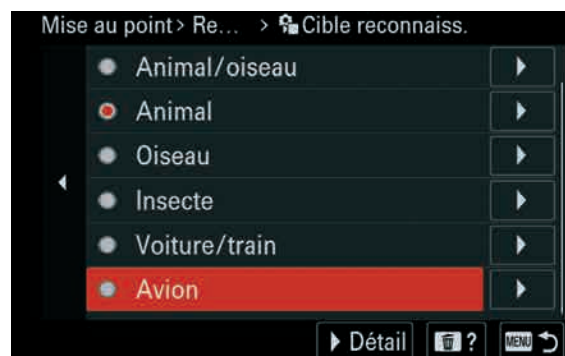 Mise au point > Re... > Cible reconnaiss.
Animal/oiseau
Animal
Oiseau
Insecte
Voiture/train
Avion
Détail ? MENU